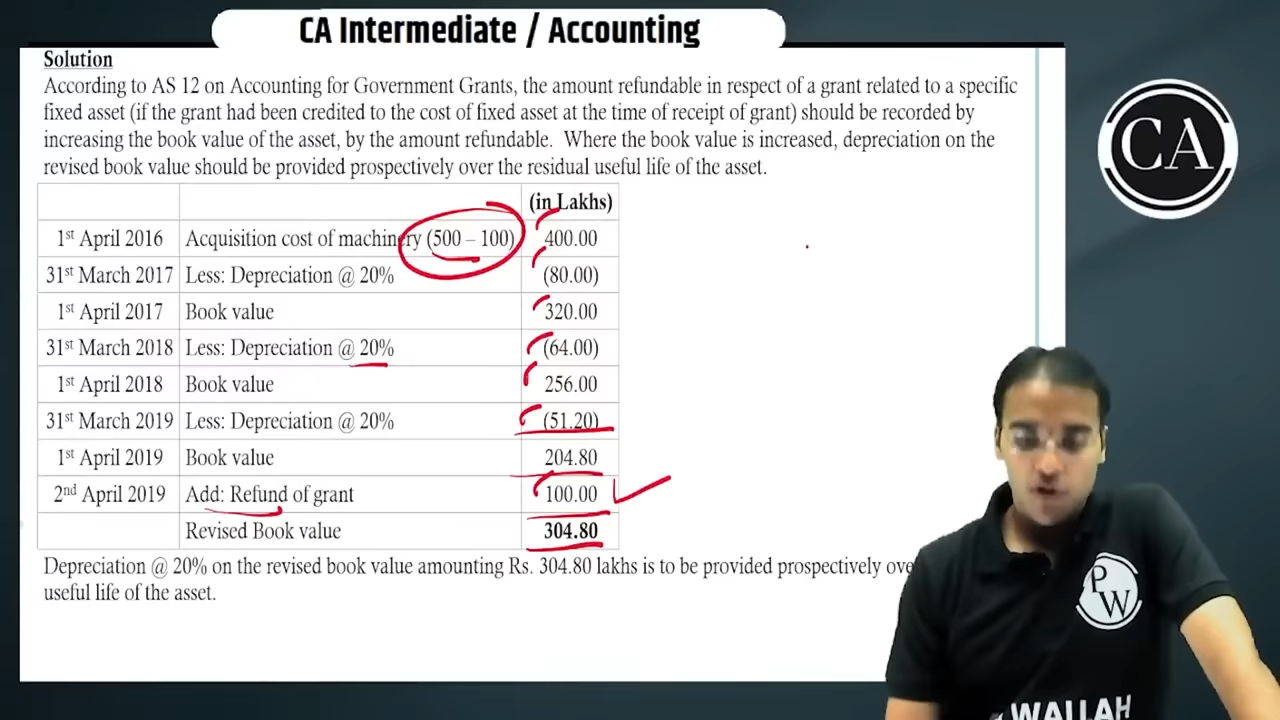 CA Intermediate / Accounting
Solution
According to AS 12 on Accounting for Government Grants, the amount refundable in respect of a grant related to a specific
fixed asset (if the grant had been credited to the cost of fixed asset at the time of receipt of grant) should be recorded by
increasing the book value of the asset, by the amount refundable. Where the book value is increased, depreciation on the
revised book value should be provided prospectively over the residual useful life of the asset.
(in Lakhs)
1st April 2016 Acquisition cost of machinery (500 – 100) 400.00
31st March 2017 Less: Depreciation @ 20% (80.00)
1st April 2017 Book value 320.00
31st March 2018 Less: Depreciation @ 20% (64.00)
1st April 2018 Book value 256.00
31st March 2019 Less: Depreciation @ 20% (51.20)
1st April 2019 Book value 204.80
2nd April 2019 Add: Refund of grant 100.00
Revised Book value 304.80
Depreciation @ 20% on the revised book value amounting Rs. 304.80 lakhs is to be provided prospectively
useful life of the asset.
CA
PW
WALLAH